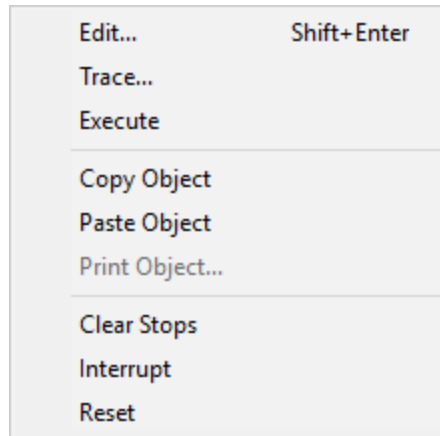 Edit... Shift+Enter
Trace...
Execute
Copy Object
Paste Object
Print Object...
Clear Stops
Interrupt
Reset